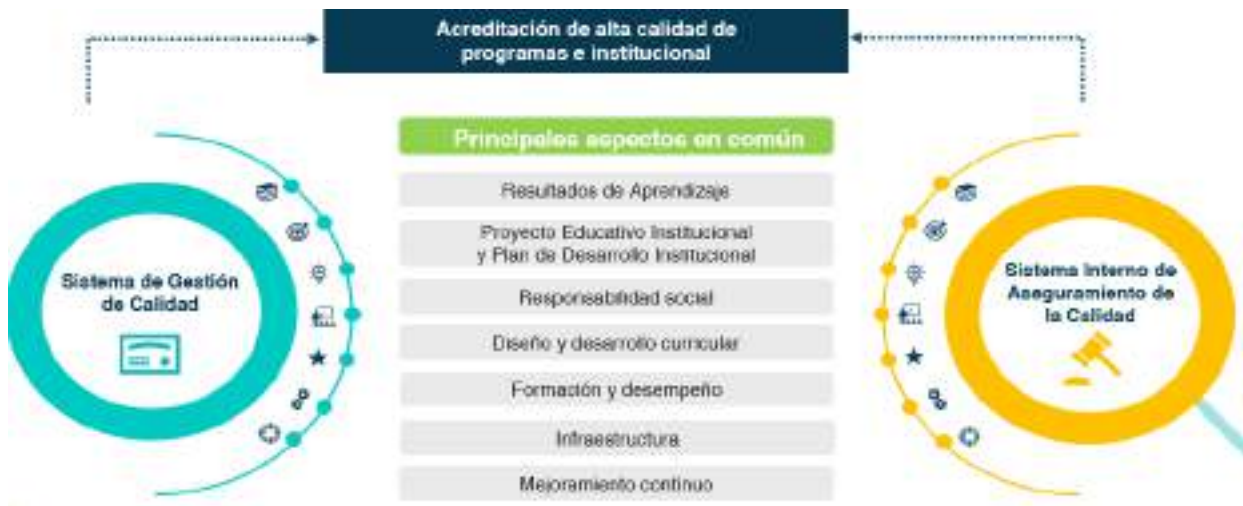 Acreditación de alta calidad de
programas e institucional
Principales aspectos en común
Resultados de Aprendizaje
Proyecto Educativo Institucional
y Plan de Desarrollo Institucional
Responsabilidad social
Diseño y desarrollo curricular
Formación y desempeño
Infraestructura
Mejoramiento continuo
Sistema de Gestión
de Calidad
Sistema Interno de
Aseguramiento de
la Calidad